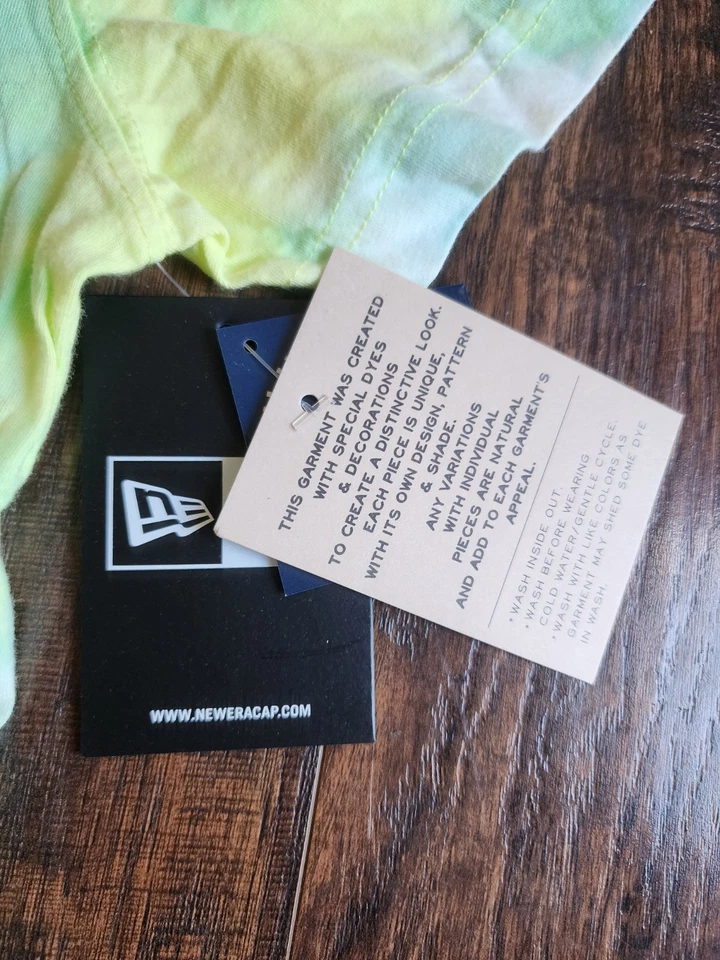 THIS GARMENT WAS CREATED
WITH SPECIAL DYES
& DECORATIONS
TO CREATE A DISTINCTIVE LOOK.
EACH PIECE IS UNIQUE,
WITH ITS OWN DESIGN, PATTERN
& SHADE.
ANY VARIATIONS
WITH INDIVIDUAL
PIECES ARE NATURAL
AND ADD TO EACH GARMENT'S
APPEAL.
• WASH INSIDE OUT.
• WASH BEFORE WEARING
COLD WATER/GENTLE CYCLE.
• WASH WITH LIKE COLORS AS
GARMENT MAY SHED SOME DYE
IN WASH
WWW.NEWERACAP.COM